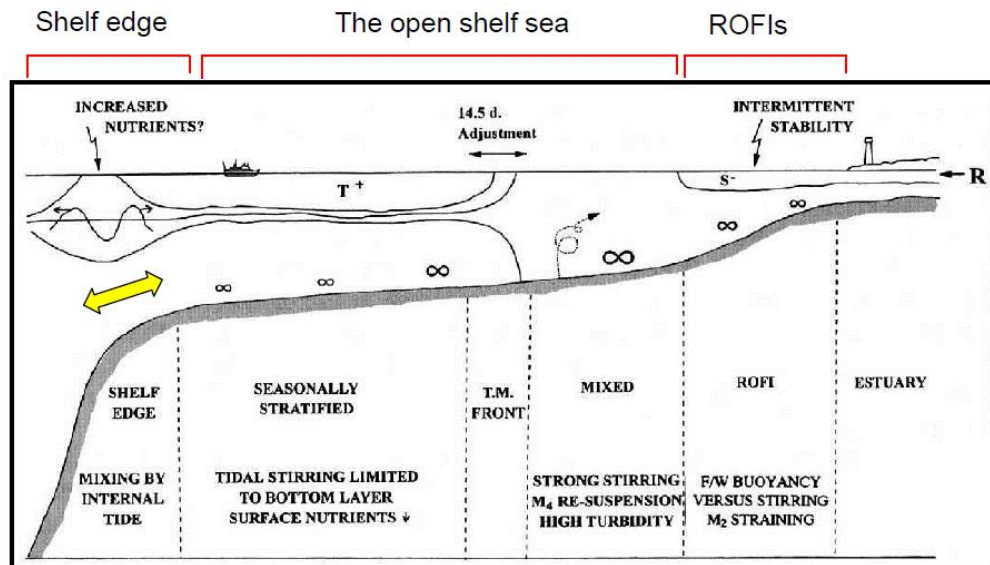 Shelf edge
The open shelf sea
ROFIs
INCREASED
NUTRIENTS?
14.5 d.
Adjustment
INTERMITTENT
STABILITY
T +
S-
R
∞ ∞ ∞ ∞ ∞ ∞
SHELF
EDGE
SEASONALLY
STRATIFIED
T.M.
FRONT
MIXED
ROFI
ESTUARY
MIXING BY
INTERNAL
TIDE
TIDAL STIRRING LIMITED
TO BOTTOM LAYER
SURFACE NUTRIENTS ↓
STRONG STIRRING
M₄ RE-SUSPENSION
HIGH TURBIDITY
F/W BUOYANCY
VERSUS STIRRING
M₂ STRAINING